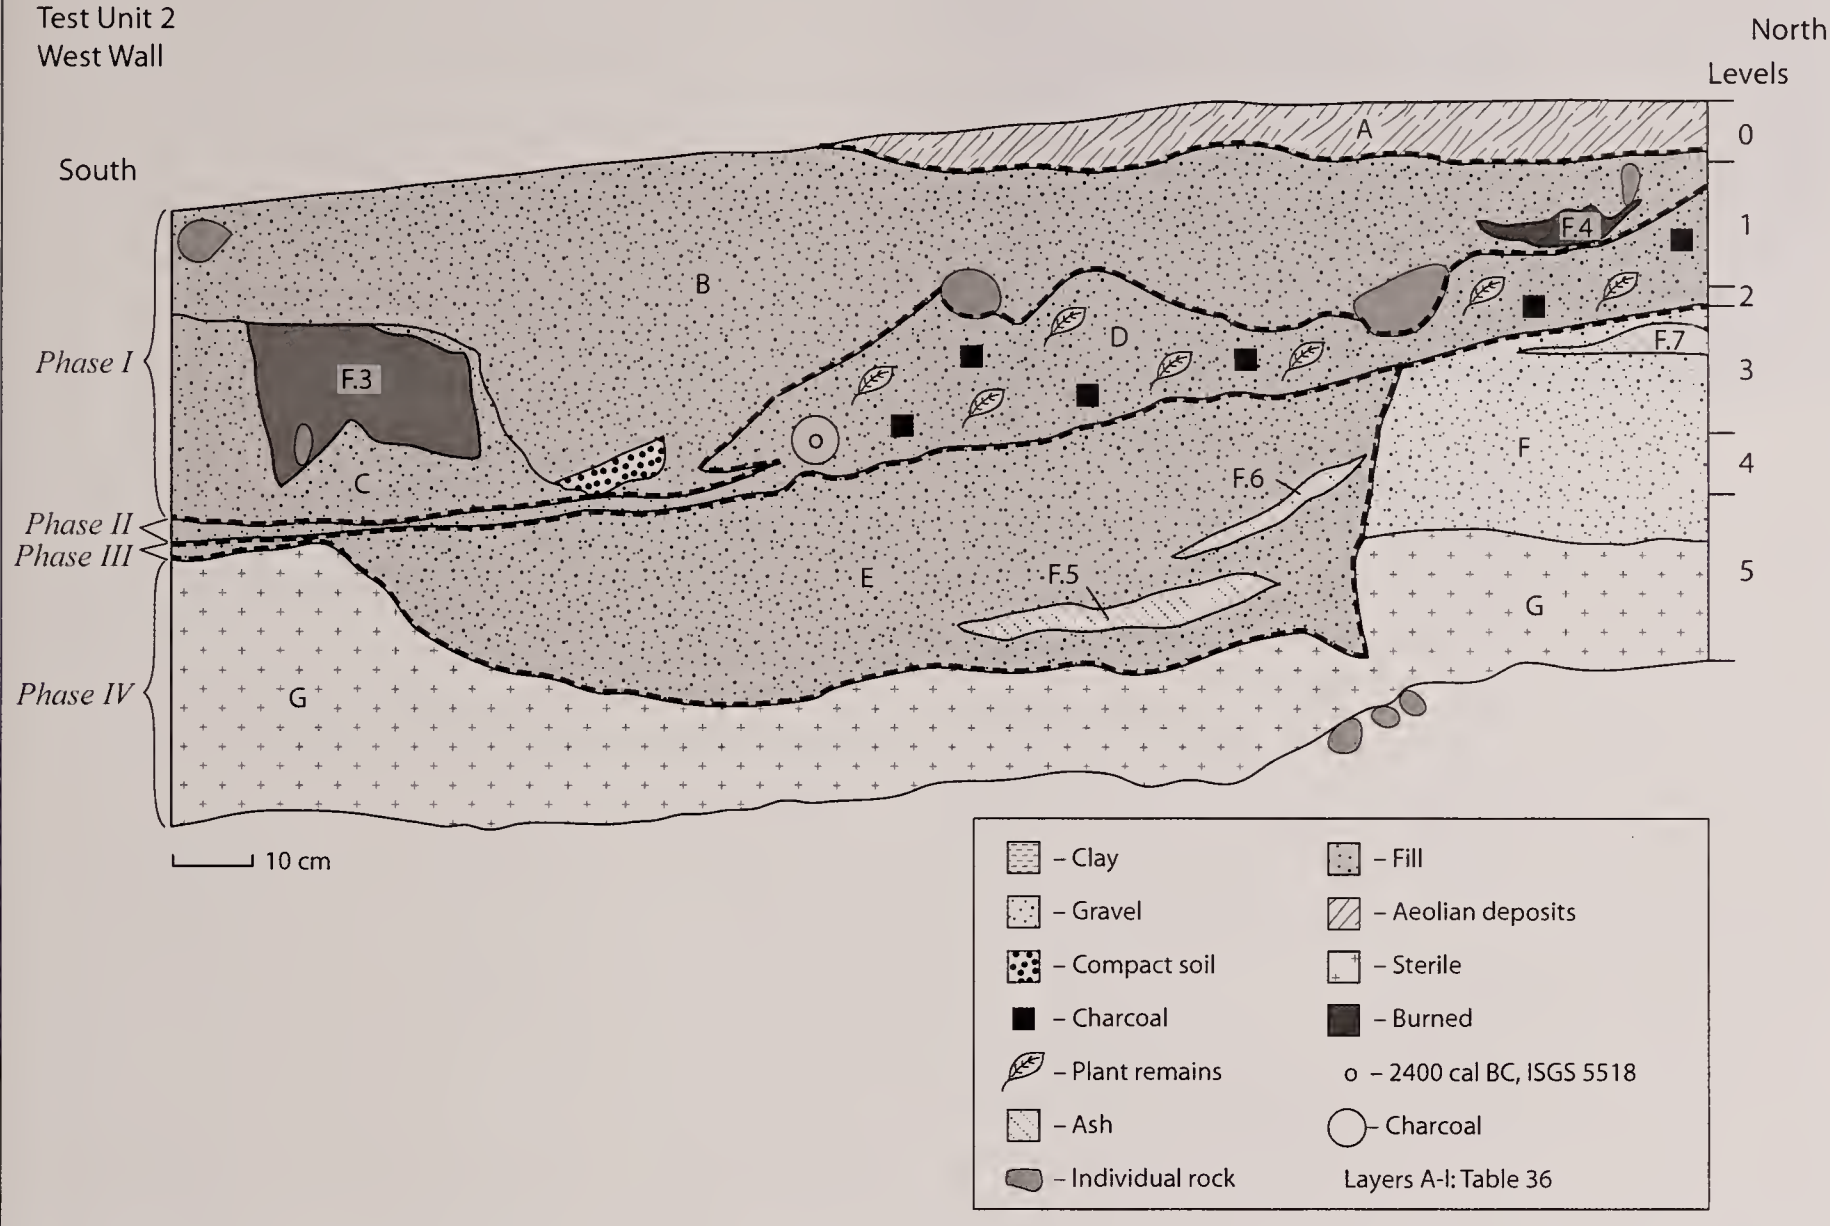 Test Unit 2
West Wall
North
Levels
South
A
0
1
B
F.4
2
D
F.7
3
Phase I
F.3
F
4
F.6
C
Phase II
Phase III
5
E
F.5
G
Phase IV
G
10 cm
– Clay
– Gravel
– Compact soil
– Charcoal
– Plant remains
– Ash
– Individual rock
– Fill
– Aeolian deposits
– Sterile
– Burned
o – 2400 cal BC, ISGS 5518
– Charcoal
Layers A-I: Table 36